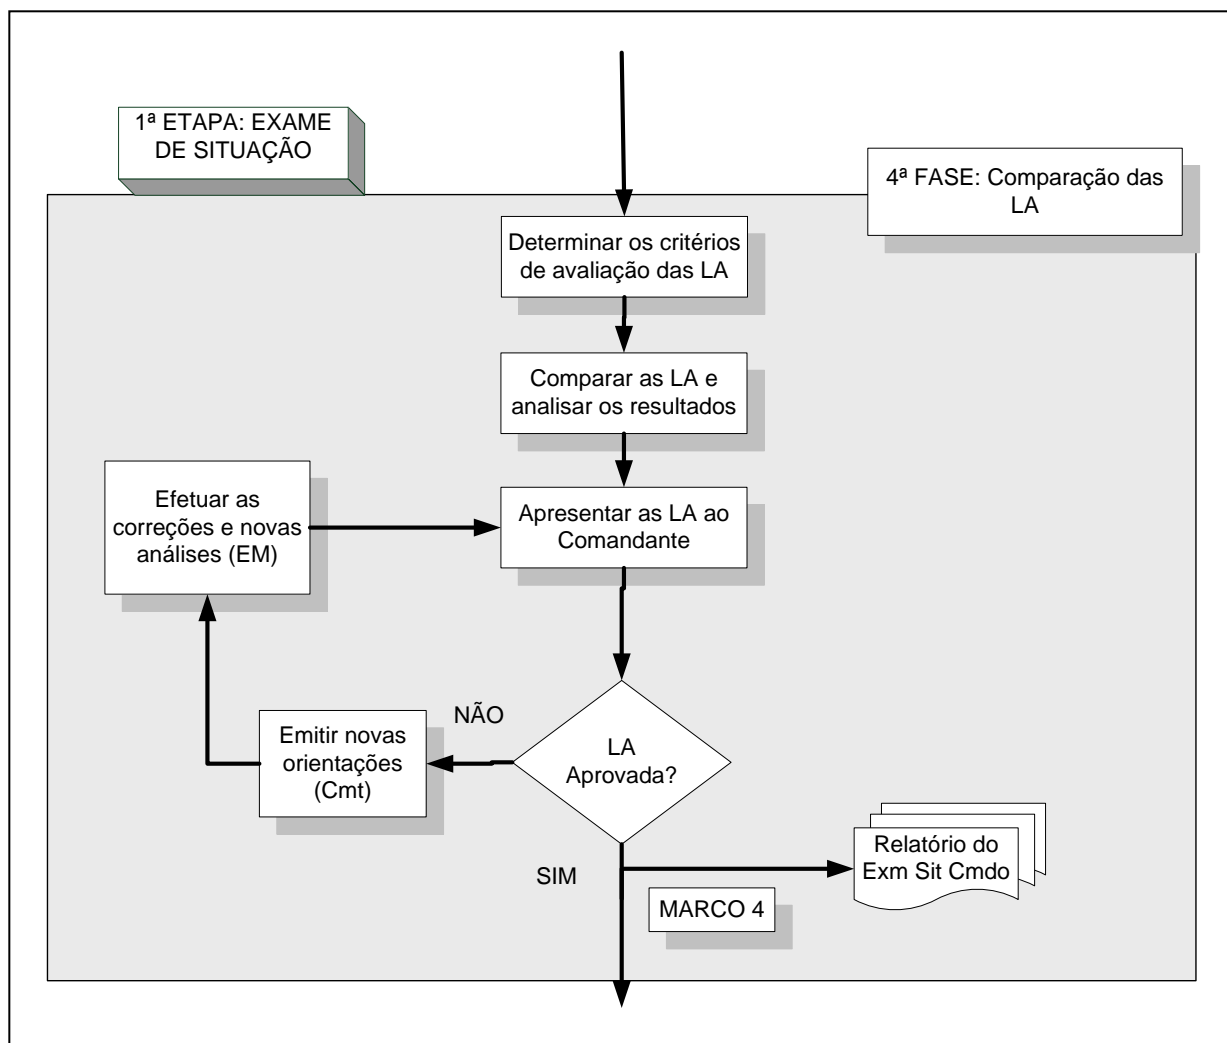 1ª ETAPA: EXAME
DE SITUAÇÃO
4ª FASE: Comparação das
LA
Determinar os critérios
de avaliação das LA
Comparar as LA e
analisar os resultados
Efetuar as
correções e novas
análises (EM)
Apresentar as LA ao
Comandante
NÃO
Emitir novas
orientações
(Cmt)
LA
Aprovada?
SIM
Relatório do
Exm Sit Cmdo
MARCO 4